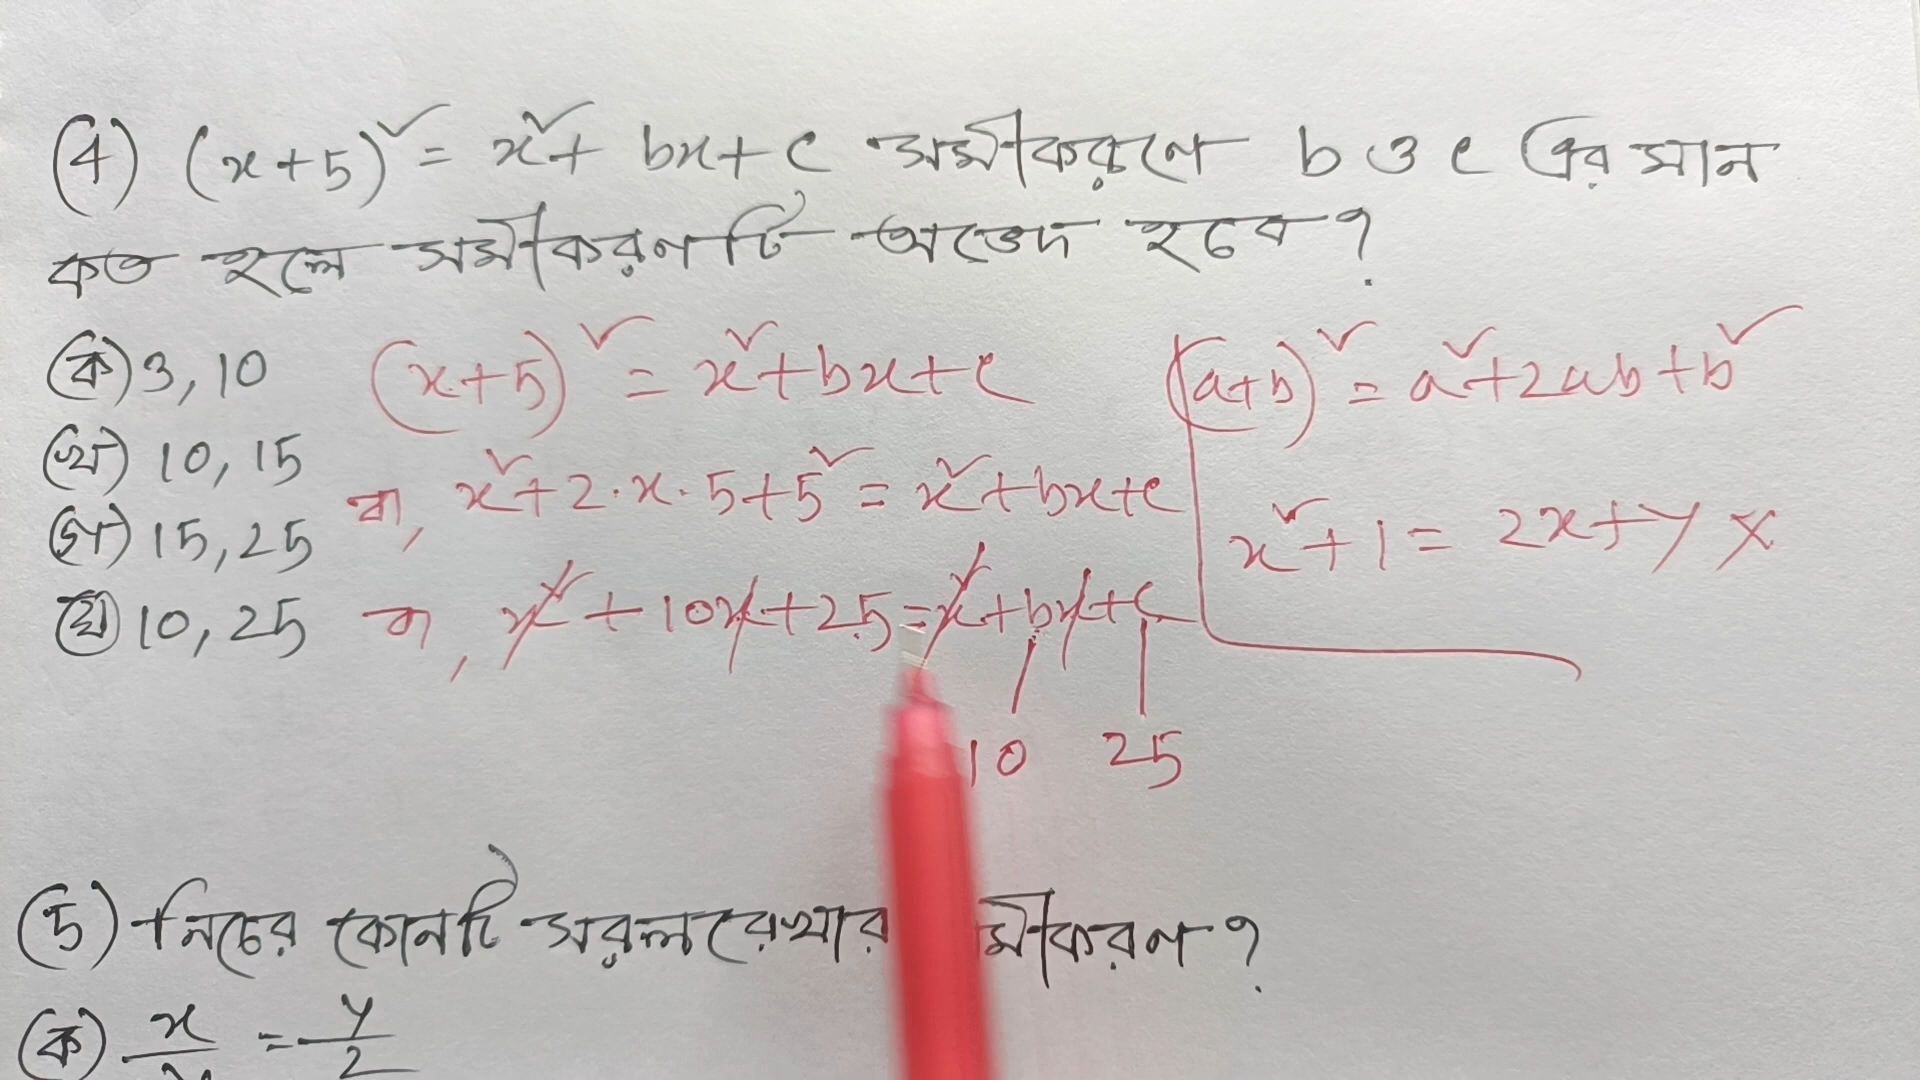 (4) (x+5)² = x²+ bx+c সমীকরণে b ও c এর মান
কত হলে সমীকরণটি অভেদ হবে?
(ক) 3, 10
(খ) 10, 15
(গ) 15, 25
(ঘ) 10, 25
(x+5)² = x²+bx+c
বা, x²+2·x·5+5² = x²+bx+c
বা, x²+10x+25=x²+bx+c
10 25
(a+b)² = a²+2ab+b²
x²+1= 2x+y ×
(5) নিচের কোনটি সরলরেখার মীকরণ?
(ক) x = y/2